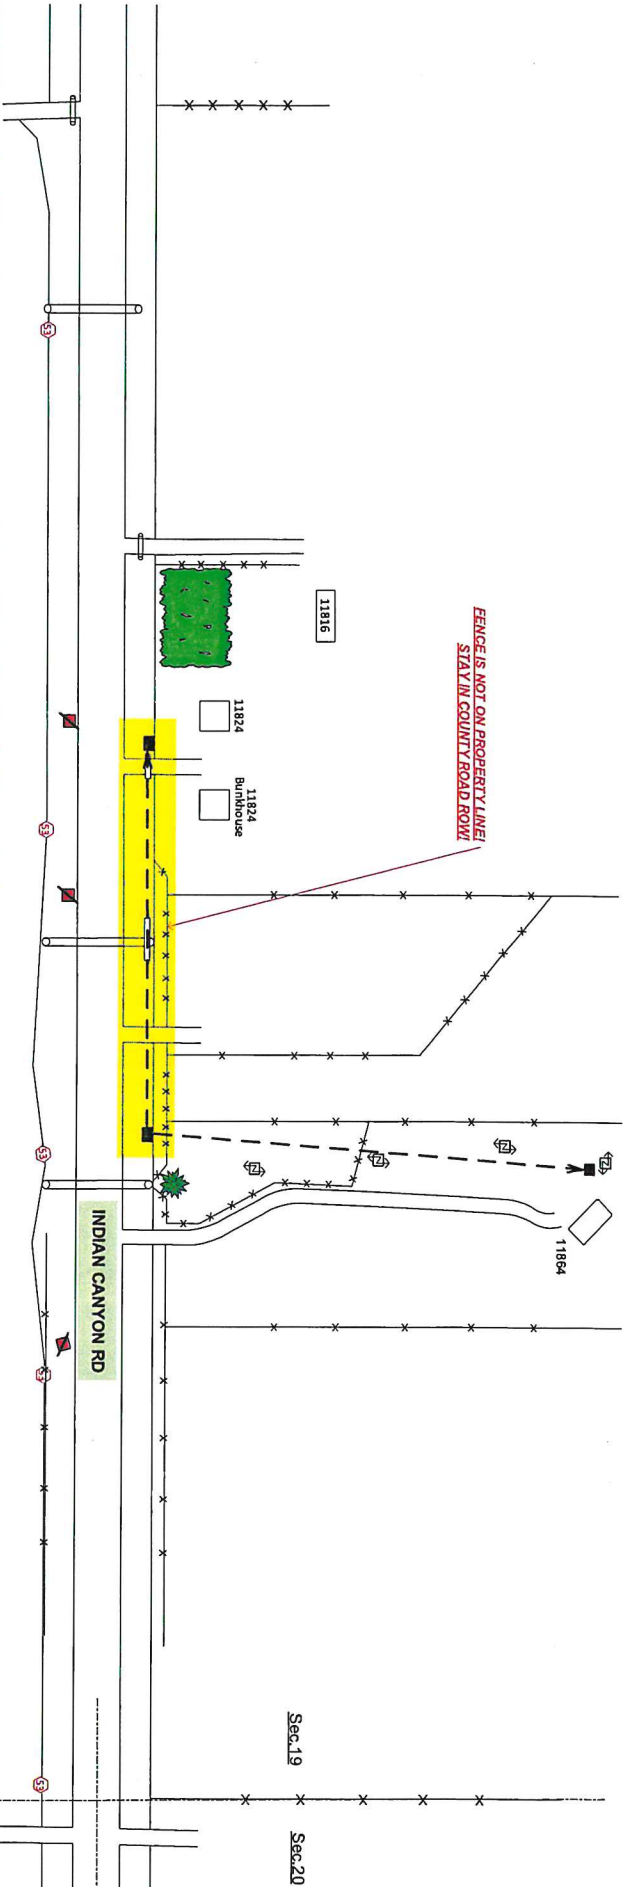 53
11816
FENCE IS NOT ON PROPERTY LINE!
STAY IN COUNTY ROAD ROW!
11824
11824
Bunkhouse
53
53
11864
INDIAN CANYON RD
53
Sec.19
53
Sec.20